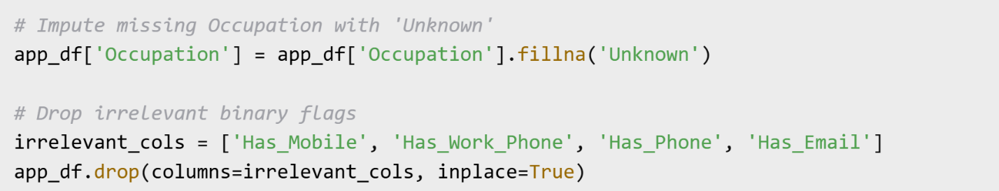 # Impute missing Occupation with 'Unknown'
app_df['Occupation'] = app_df['Occupation'].fillna('Unknown')
# Drop irrelevant binary flags
irrelevant_cols = ['Has_Mobile', 'Has_Work_Phone', 'Has_Phone', 'Has_Email']
app_df.drop(columns=irrelevant_cols, inplace=True)